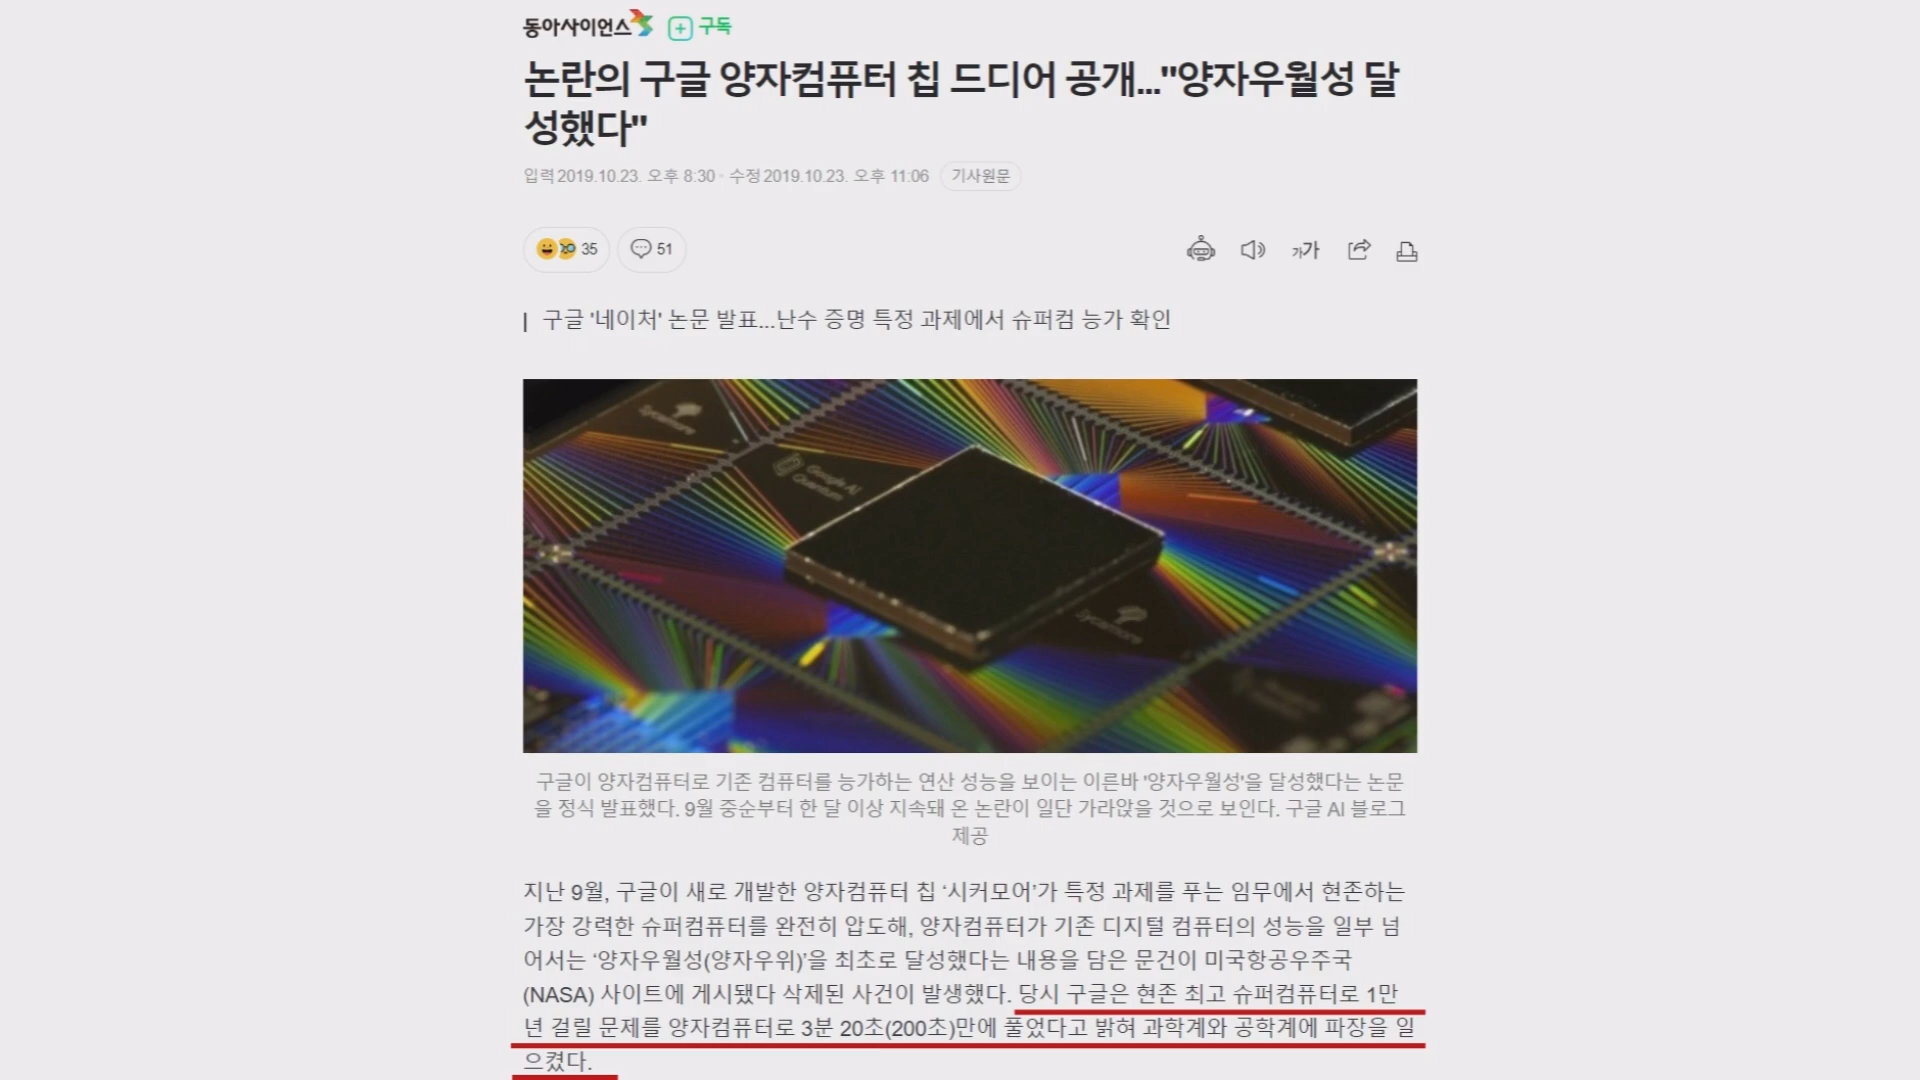 동아사이언스
구독
논란의 구글 양자컴퓨터 칩 드디어 공개..."양자우월성 달
성했다"
입력 2019.10.23. 오후 8:30 · 수정 2019.10.23. 오후 11:06 기사원문
35 51
가가
| 구글 '네이처' 논문 발표...난수 증명 특정 과제에서 슈퍼컴 능가 확인
Sycamore
Google AI
Quantum
Sycamore
구글이 양자컴퓨터로 기존 컴퓨터를 능가하는 연산 성능을 보이는 이른바 '양자우월성'을 달성했다는 논문
을 정식 발표했다. 9월 중순부터 한 달 이상 지속돼 온 논란이 일단 가라앉을 것으로 보인다. 구글 AI 블로그
제공
지난 9월, 구글이 새로 개발한 양자컴퓨터 칩 ‘시커모어’가 특정 과제를 푸는 임무에서 현존하는
가장 강력한 슈퍼컴퓨터를 완전히 압도해, 양자컴퓨터가 기존 디지털 컴퓨터의 성능을 일부 넘
어서는 ‘양자우월성(양자우위)’을 최초로 달성했다는 내용을 담은 문건이 미국항공우주국
(NASA) 사이트에 게시됐다 삭제된 사건이 발생했다. 당시 구글은 현존 최고 슈퍼컴퓨터로 1만
년 걸릴 문제를 양자컴퓨터로 3분 20초(200초)만에 풀었다고 밝혀 과학계와 공학계에 파장을 일
으켰다.